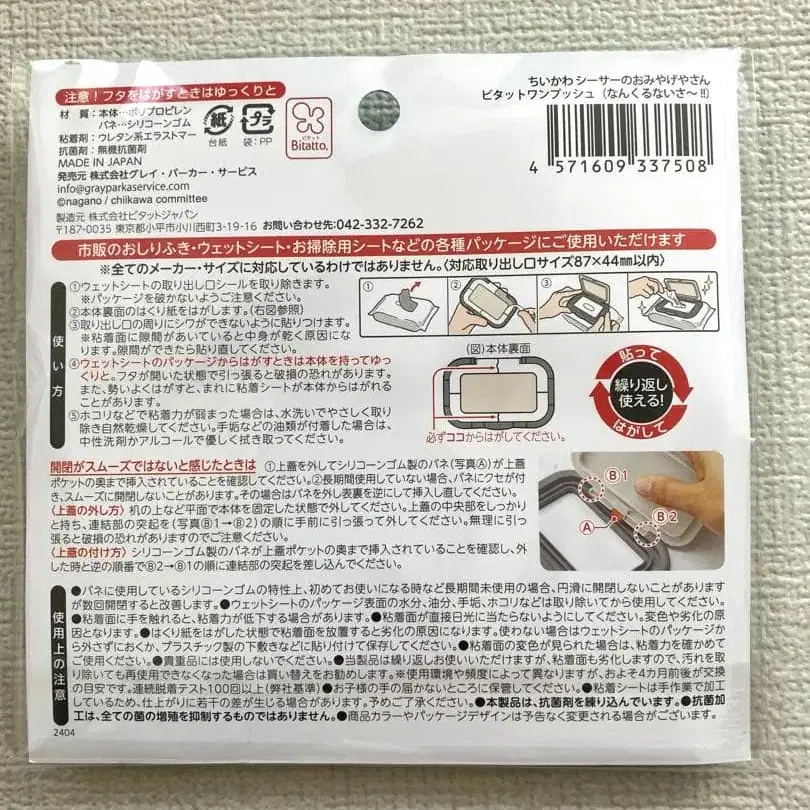 注意！フタをはがすときはゆっくりと
材 質：本体…ポリプロピレン
バネ…シリコーンゴム
粘着剤：ウレタン系エラストマー
抗菌剤：無機抗菌剤
MADE IN JAPAN
発売元 株式会社グレイ・パーカー・サービス
info@grayparkaservice.com
©nagano / chiikawa committee
製造元 株式会社ビタットジャパン
〒187-0035 東京都小平市小川西町3-19-16 お問い合わせ先:042-332-7262
紙
台紙
プラ
袋：PP
ビタット
Bitatto®
ちいかわ シーサーのおみやげやさん
ビタットワンプッシュ（なんくるないさ〜!!）
4 571609 337508
市販のおしりふき・ウェットシート・お掃除用シートなどの各種パッケージにご使用いただけます
※全てのメーカー・サイズに対応しているわけではありません。〈対応取り出し口サイズ87×44mm以内〉
使い方
①ウェットシートの取り出し口シールを取り除きます。
※パッケージを破かないようご注意ください。
②本体裏面のはくり紙をはがします。（右図参照）
③取り出し口の周りにシワができないように貼りつけます。
※粘着面に隙間があいていると中身が乾く原因にな
ります。隙間ができたら貼り直してください。
④ウェットシートのパッケージからはがすときは本体を持ってゆっ
くりと。フタが開いた状態で引っ張ると破損の恐れがあります。
また、勢いよくはがすと、まれに粘着シートが本体からはがれる
ことがあります。
⑤ホコリなどで粘着力が弱まった場合は、水洗いでやさしく取り
除き自然乾燥してください。手垢などの油類が付着した場合は、
中性洗剤かアルコールで優しく拭き取ってください。
① ② ③ ④
（図）本体裏面
必ずココからはがしてください。
貼って
繰り返し
使える！
はがして
開閉がスムーズではないと感じたときは ①上蓋を外してシリコーンゴム製のバネ（写真Ⓐ）が上蓋
ポケットの奥まで挿入されていることを確認してください。②長期間使用していない場合、バネにクセが付
き、スムーズに開閉しないことがあります。その場合はバネを外し表裏を逆にして挿入し直してください。
〈上蓋の外し方〉 机の上など平面で本体を固定した状態で外してください。上蓋の中央部をしっかり
と持ち、連結部の突起を（写真Ⓑ1→Ⓑ2）の順に手前に引っ張って外してください。無理に引っ
張ると破損の恐れがありますのでご注意ください。
〈上蓋の付け方〉 シリコーンゴム製のバネが上蓋ポケットの奥まで挿入されていることを確認し、外
した時と逆の順番でⒷ2→Ⓑ1の順に連結部の突起を差し込んでください。
Ⓑ1
Ⓐ
Ⓑ2
使用上の注意
●バネに使用しているシリコーンゴムの特性上、初めてお使いになる時など長期間未使用の場合、円滑に開閉しないことがあります
が数回開閉すると改善します。●ウェットシートのパッケージ表面の水分、油分、手垢、ホコリなどは取り除いてから使用してください。
●粘着面に手を触れると、粘着力が低下する場合があります。●粘着面が直接日光に当たらないようにしてください。変色や劣化の原
因となります。●はくり紙をはがした状態で粘着面を放置すると劣化の原因になります。使わない場合はウェットシートのパッケージか
ら外さずにおくか、プラスチック製の下敷きなどに貼り付けて保存してください。●粘着面の変色が見られた場合は、粘着力を確かめて
ご使用ください。●貴重品には使用しないでください。●当製品は繰り返しお使いいただけますが、粘着面も劣化しますので、汚れを取り
除いても再使用できなくなった場合は買い替えをお勧めします。※使用環境や頻度によって異なりますが、およそ4カ月前後が交換
の目安です。連続脱着テスト100回以上（弊社基準）●お子様の手の届かないところに保管してください。●粘着シートは手作業で加工
しているため、仕上がりに若干の差が生じる場合があります。予めご了承ください。●本製品は、抗菌剤を練り込んでいます。●抗菌加
工は、全ての菌の増殖を抑制するものではありません。●商品カラーやパッケージデザインは予告なく変更される場合がございます。
2404